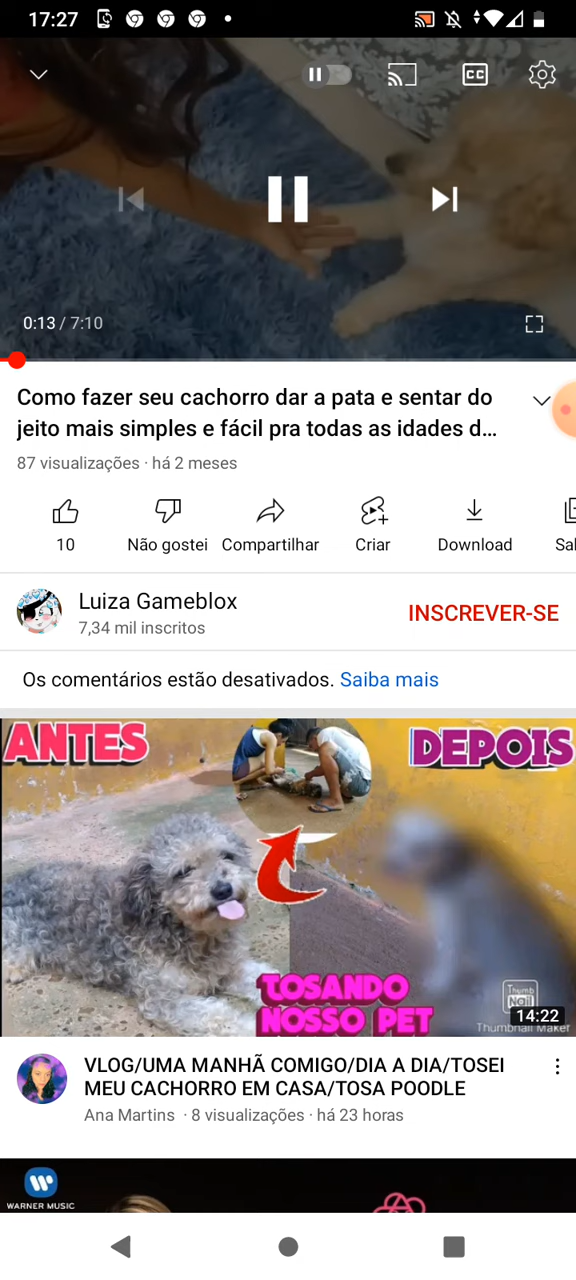 17:27
CC
0:13 / 7:10
Como fazer seu cachorro dar a pata e sentar do
jeito mais simples e fácil pra todas as idades d...
87 visualizações · há 2 meses
10
Não gostei
Compartilhar
Criar
Download
Sal
Luiza Gameblox
7,34 mil inscritos
INSCREVER-SE
Os comentários estão desativados. Saiba mais
ANTES
DEPOIS
TOSANDO
NOSSO PET
Thumb
Nail
14:22
Thumbnail Maker
VLOG/UMA MANHÃ COMIGO/DIA A DIA/TOSEI
MEU CACHORRO EM CASA/TOSA POODLE
Ana Martins · 8 visualizações · há 23 horas
WARNER MUSIC